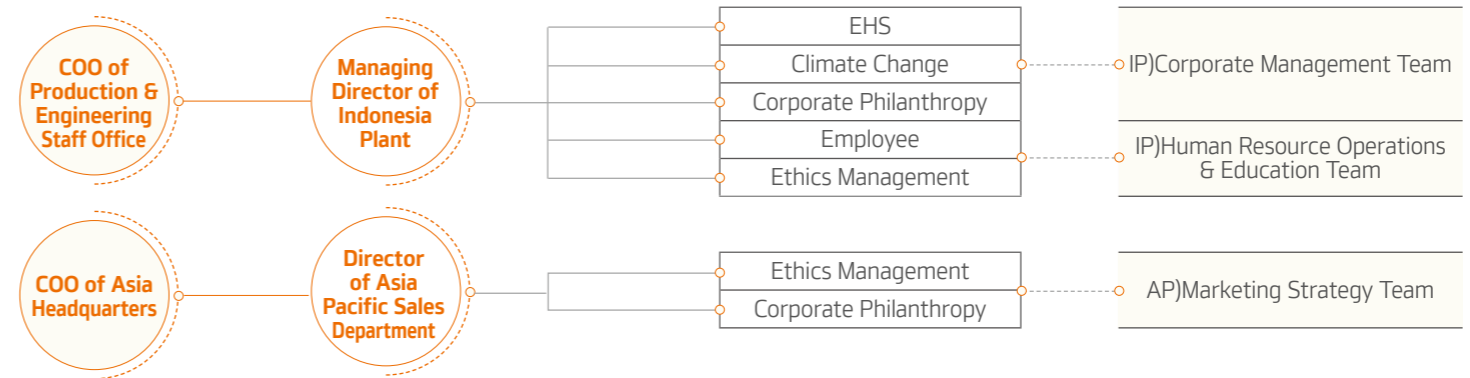 COO of
Production &
Engineering
Staff Office
Managing
Director of
Indonesia
Plant
EHS
Climate Change
Corporate Philanthropy
Employee
Ethics Management
IP)Corporate Management Team
IP)Human Resource Operations
& Education Team
COO of Asia
Headquarters
Director
of Asia
Pacific Sales
Department
Ethics Management
Corporate Philanthropy
AP)Marketing Strategy Team